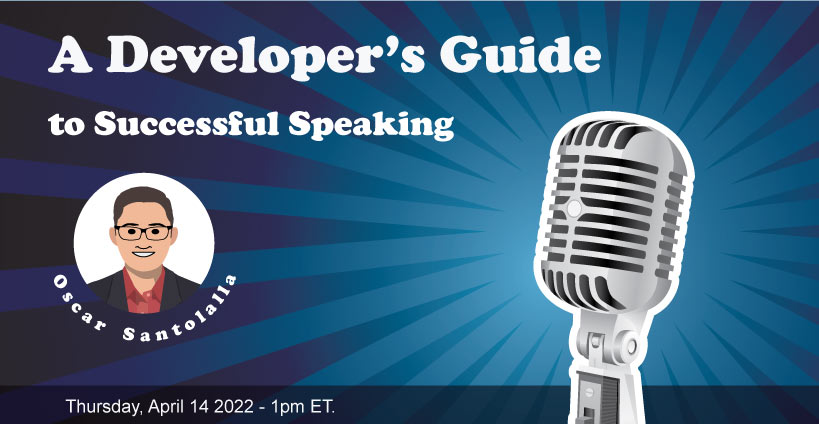 A Developer’s Guide
to Successful Speaking
Oscar Santolalla
Thursday, April 14 2022 - 1pm ET.